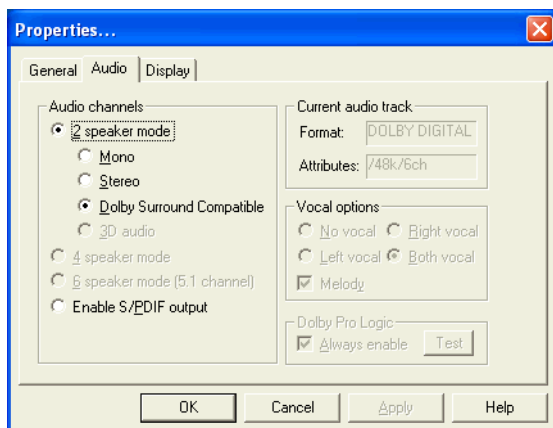 Properties...
General Audio Display
Audio channels
2 speaker mode
Mono
Stereo
Dolby Surround Compatible
3D audio
4 speaker mode
6 speaker mode (5.1 channel)
Enable S/PDIF output
Current audio track
Format: DOLBY DIGITAL
Attributes: /48k/6ch
Vocal options
No vocal Right vocal
Left vocal Both vocal
Melody
Dolby Pro Logic
Always enable Test
OK Cancel Apply Help